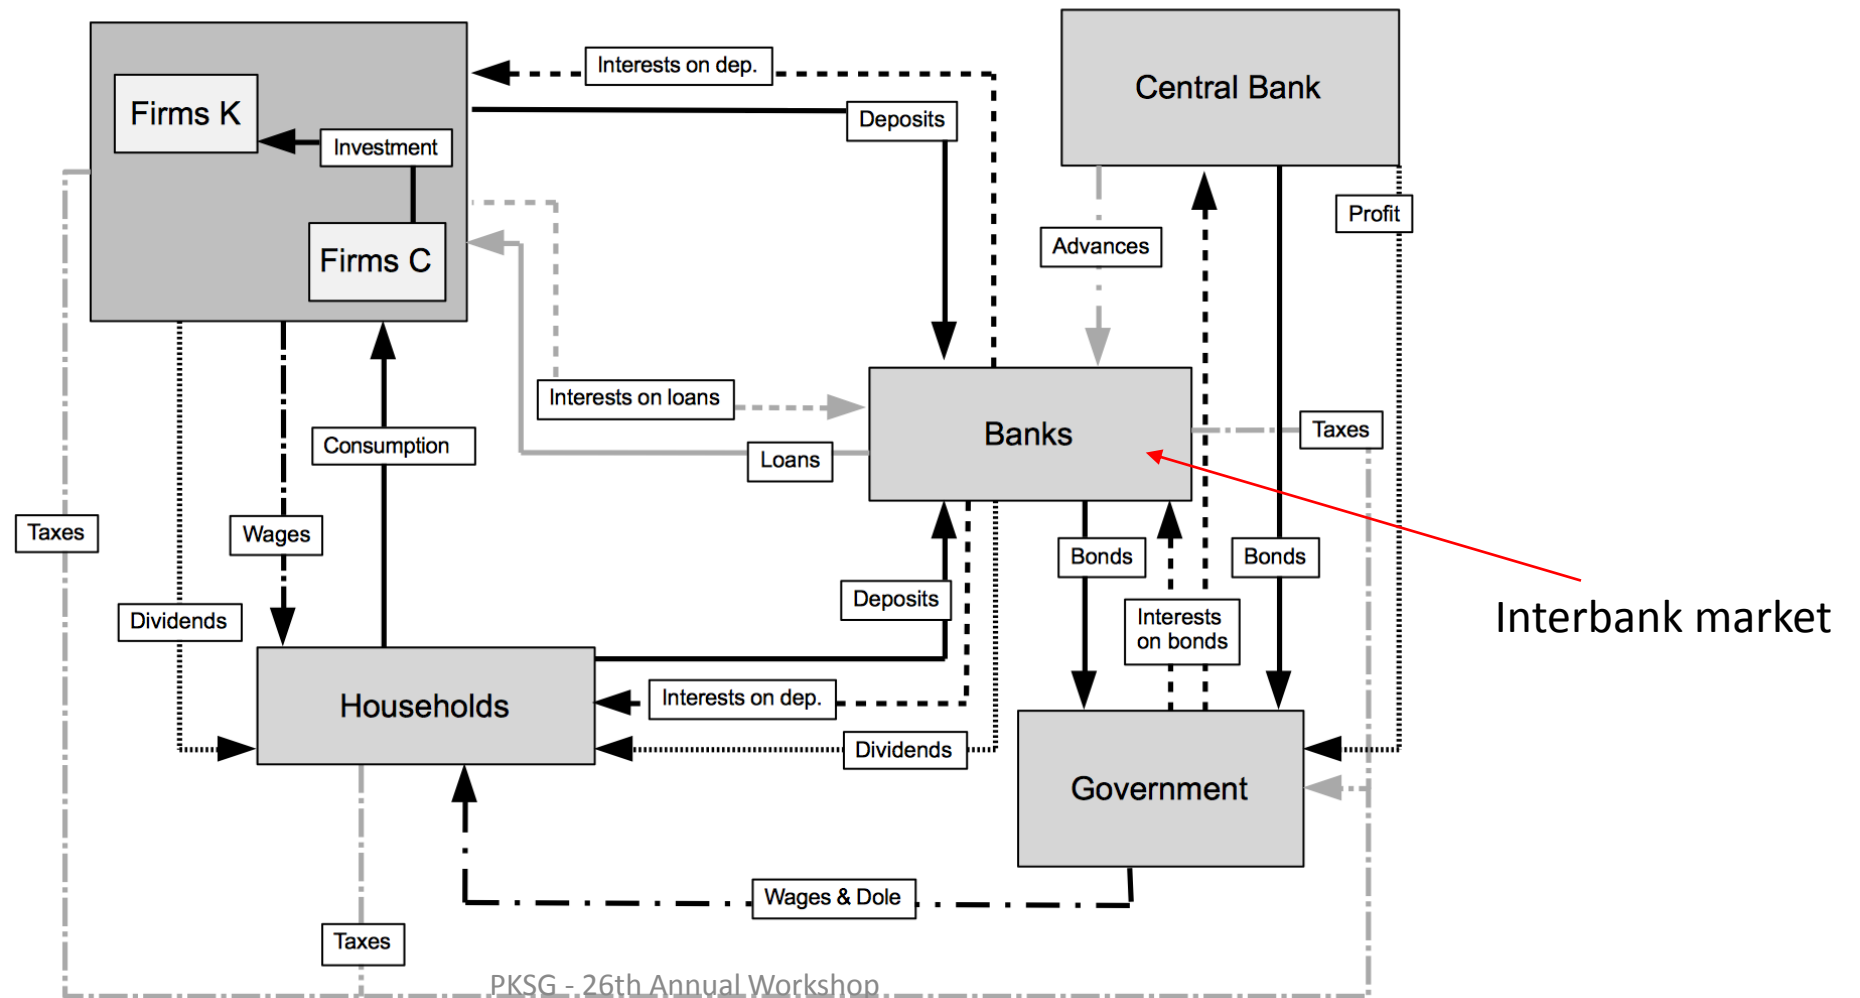 Interests on dep.
Central Bank
Firms K
Deposits
Investment
Profit
Advances
Firms C
Interests on loans
Banks
Taxes
Consumption
Loans
Taxes
Wages
Bonds
Bonds
Deposits
Interests
on bonds
Interbank market
Dividends
Households
Interests on dep.
Dividends
Government
Wages & Dole
Taxes
PKSG - 26th Annual Workshop